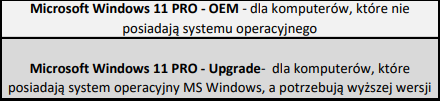 Microsoft Windows 11 PRO - OEM - dla komputerów, które nie
posiadają systemu operacyjnego
Microsoft Windows 11 PRO - Upgrade- dla komputerów, które
posiadają system operacyjny MS Windows, a potrzebują wyższej wersji